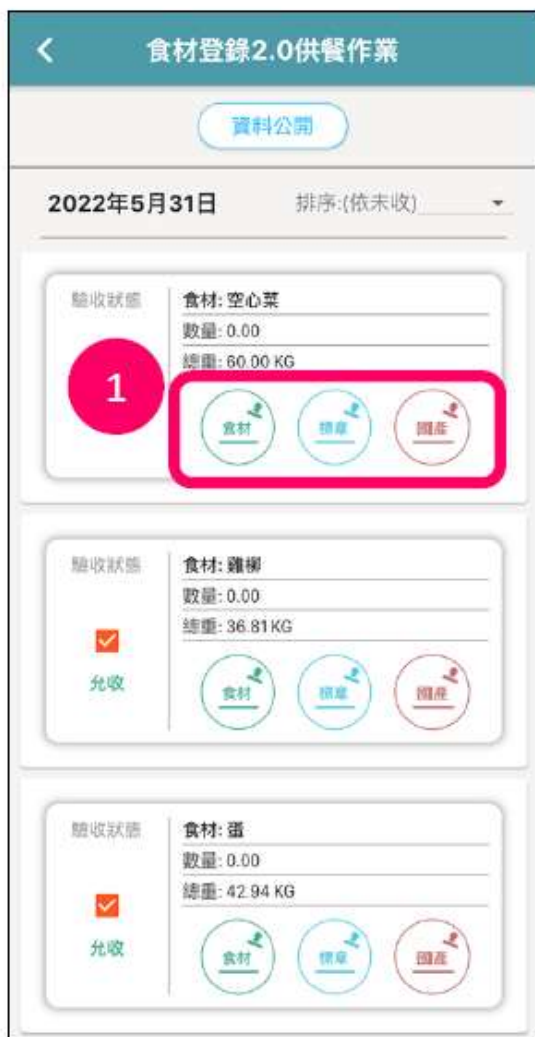 食材登錄2.0供餐作業
資料公開
2022年5月31日 排序:(依未收)
驗收狀態 食材: 空心菜
數量: 0.00
總重: 60.00 KG
1
食材 標章 國產
驗收狀態 食材: 雞柳
數量: 0.00
總重: 36.81 KG
允收
食材 標章 國產
驗收狀態 食材: 蛋
數量: 0.00
總重: 42.94 KG
允收
食材 標章 國產